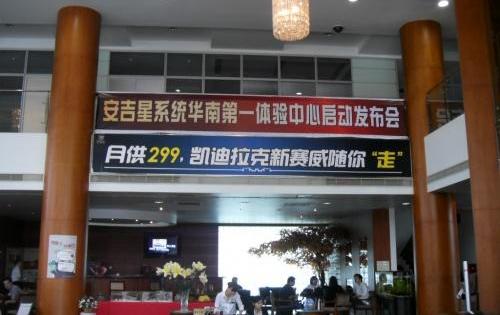 安吉星系统华南第一体验中心启动发布会
月供299,凯迪拉克新赛威随你“走”